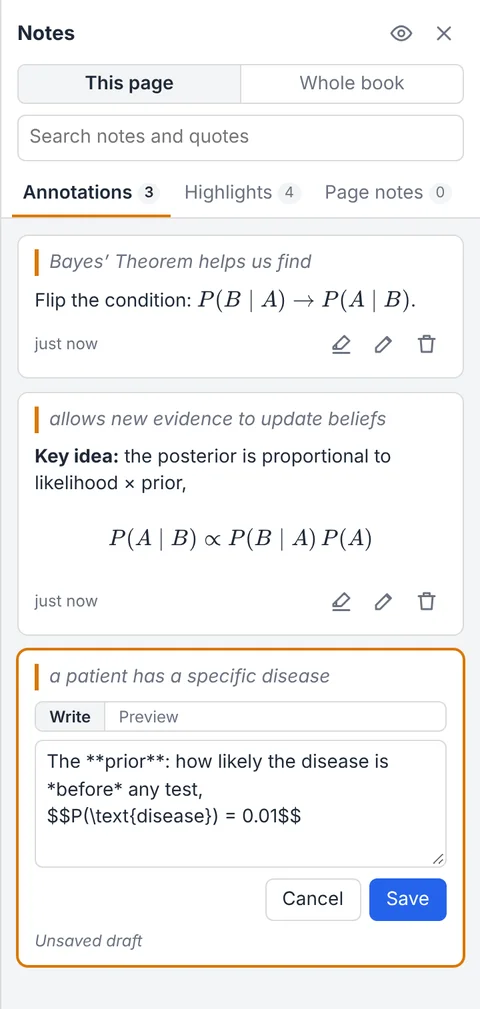 Notes
This page
Whole book
Search notes and quotes
Annotations 3
Highlights 4
Page notes 0
Bayes’ Theorem helps us find
Flip the condition: P(B | A) → P(A | B).
just now
allows new evidence to update beliefs
Key idea: the posterior is proportional to
likelihood × prior,
P(A | B) ∝ P(B | A) P(A)
just now
a patient has a specific disease
Write
Preview
The **prior**: how likely the disease is
*before* any test,
$$P(\text{disease}) = 0.01$$
Cancel
Save
Unsaved draft